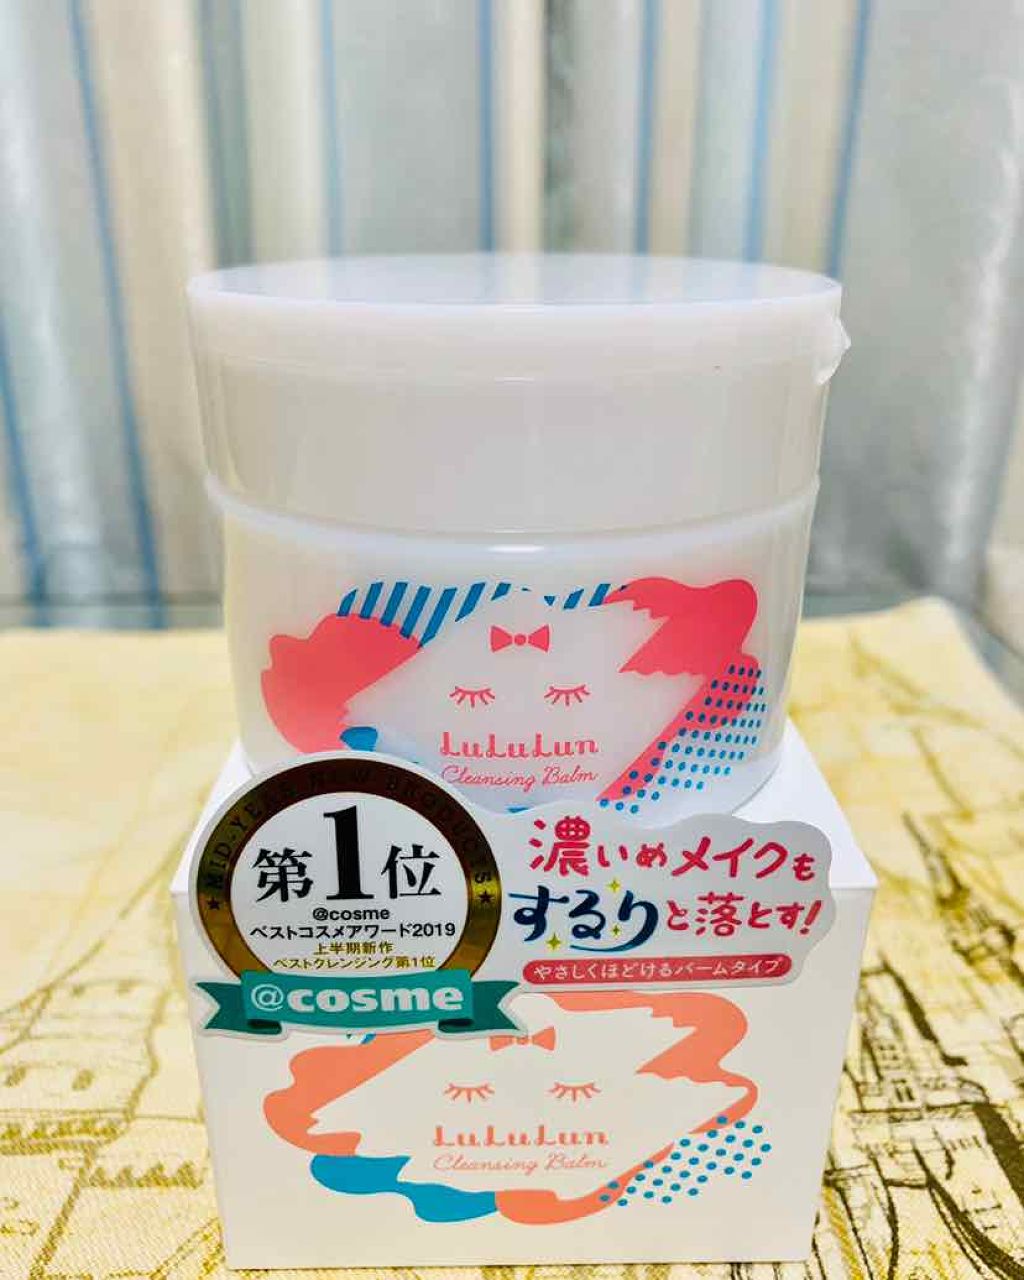 LuLuLun
Cleansing Balm
MID-YEAR NEW PRODUCTS
第1位
@cosme
ベストコスメアワード2019
上半期新作
ベストクレンジング第1位
@cosme
濃いめメイクも
するりと落とす!
やさしくほどけるバームタイプ
LuLuLun
Cleansing Balm